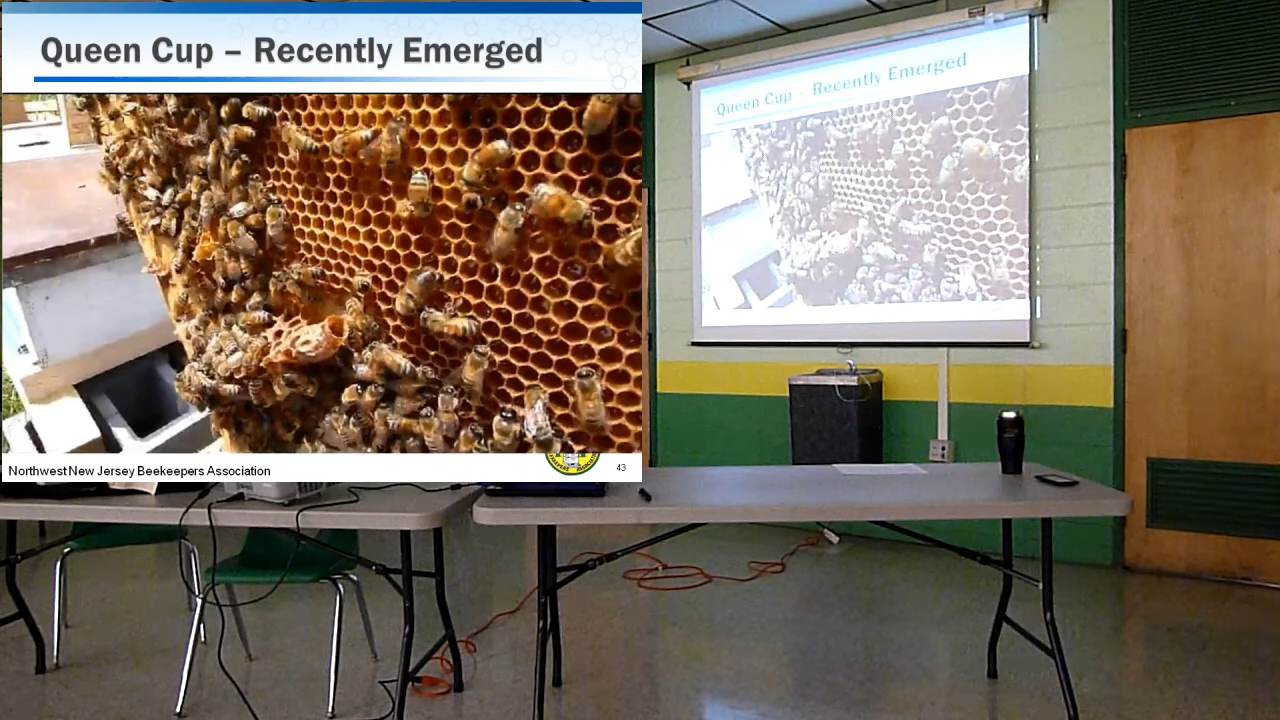 Queen Cup – Recently Emerged
Northwest New Jersey Beekeepers Association
43
Queen Cup – Recently Emerged